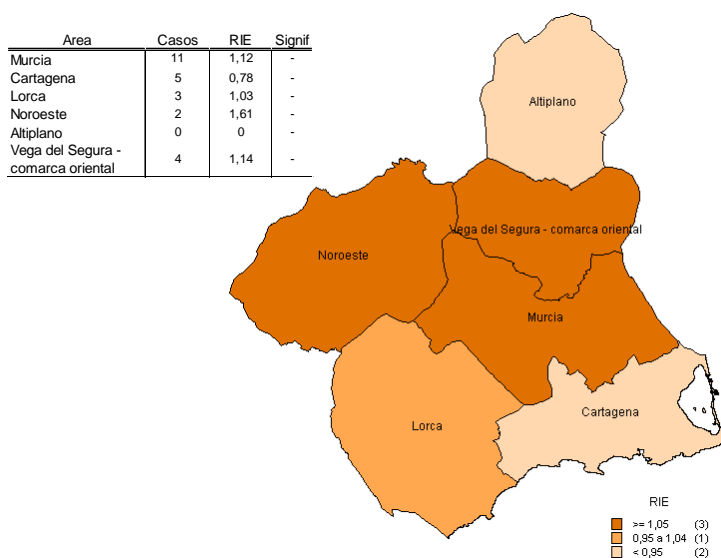 Area Casos RIE Signif
Murcia 11 1,12 -
Cartagena 5 0,78 -
Lorca 3 1,03 -
Noroeste 2 1,61 -
Altiplano 0 0 -
Vega del Segura -
comarca oriental 4 1,14 -
Altiplano
Vega del Segura - comarca oriental
Noroeste
Murcia
Cartagena
Lorca
RIE
>= 1,05 (3)
0,95 a 1,04 (1)
< 0,95 (2)